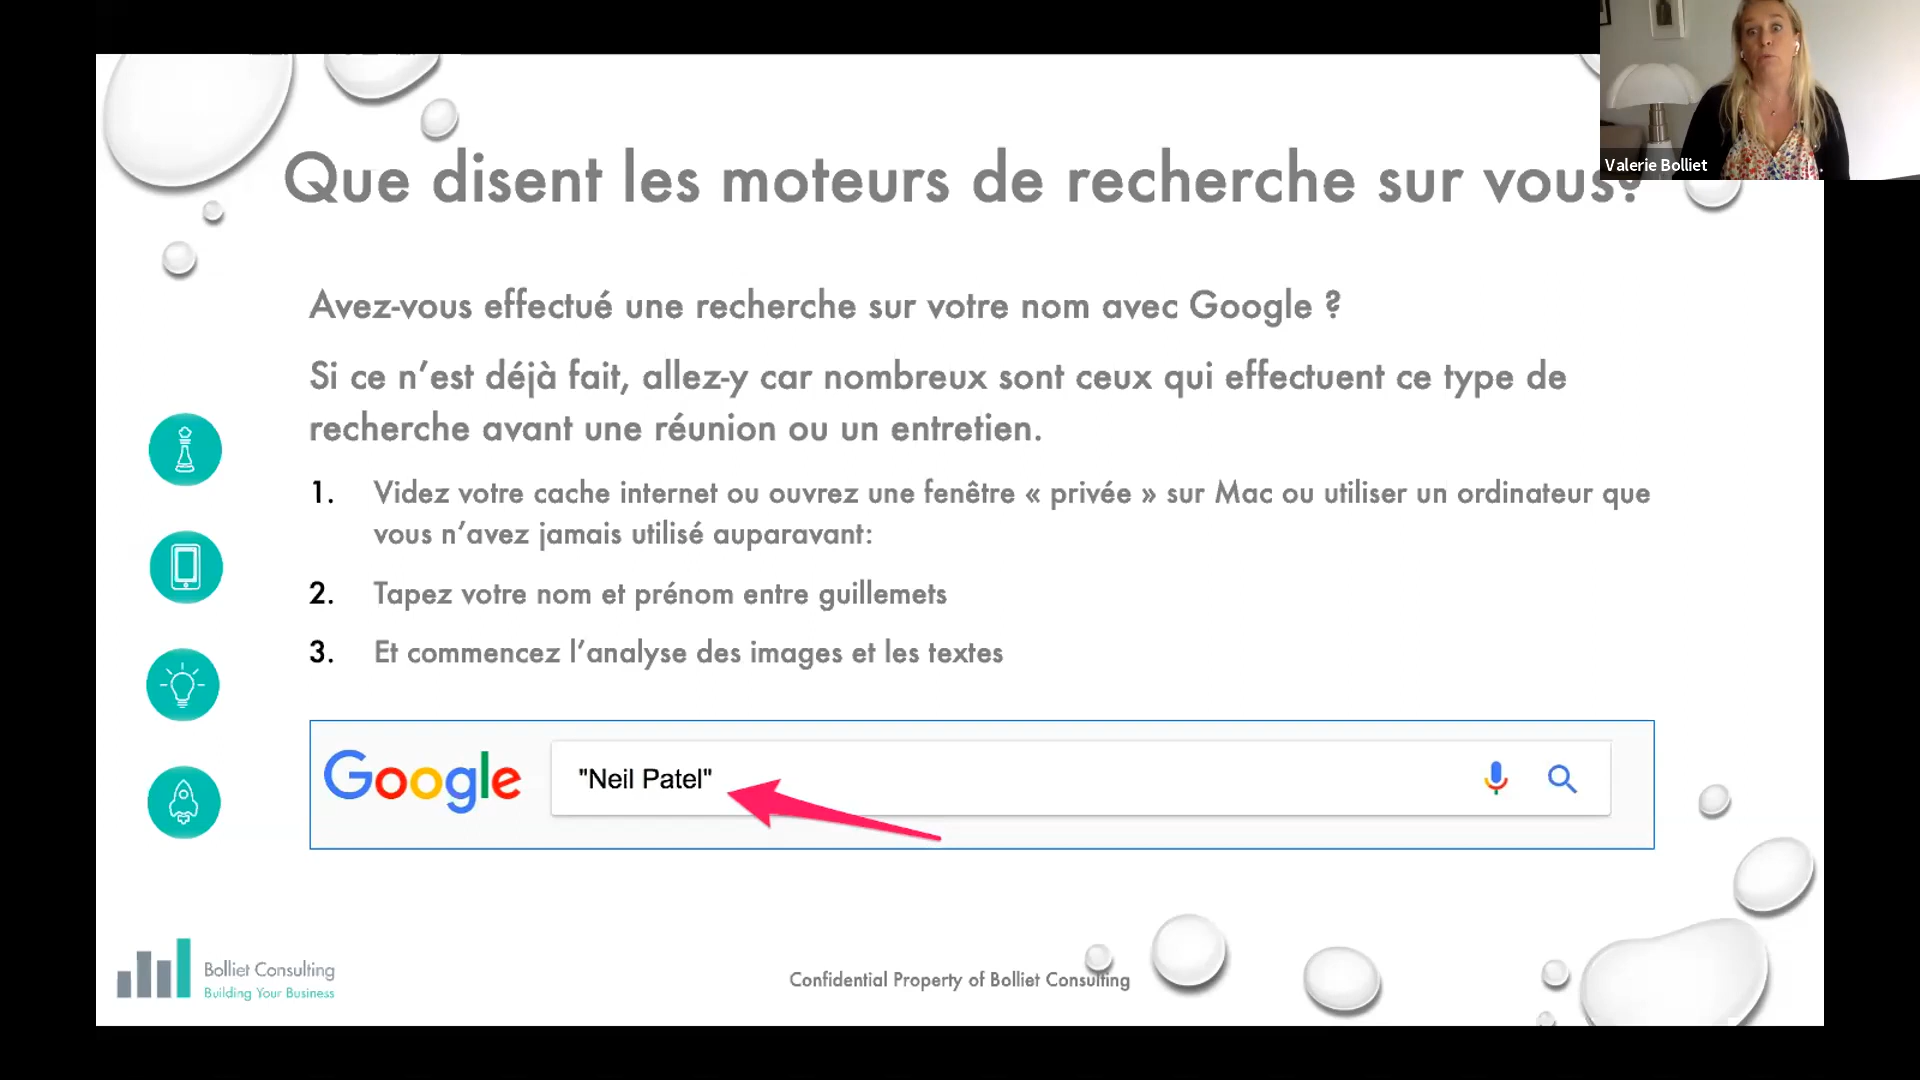 Que disent les moteurs de recherche sur vous?
Valerie Bolliet
Avez-vous effectué une recherche sur votre nom avec Google ?
Si ce n’est déjà fait, allez-y car nombreux sont ceux qui effectuent ce type de
recherche avant une réunion ou un entretien.
1. Videz votre cache internet ou ouvrez une fenêtre « privée » sur Mac ou utiliser un ordinateur que
vous n’avez jamais utilisé auparavant:
2. Tapez votre nom et prénom entre guillemets
3. Et commencez l’analyse des images et les textes
Google "Neil Patel"
Bolliet Consulting
Building Your Business
Confidential Property of Bolliet Consulting